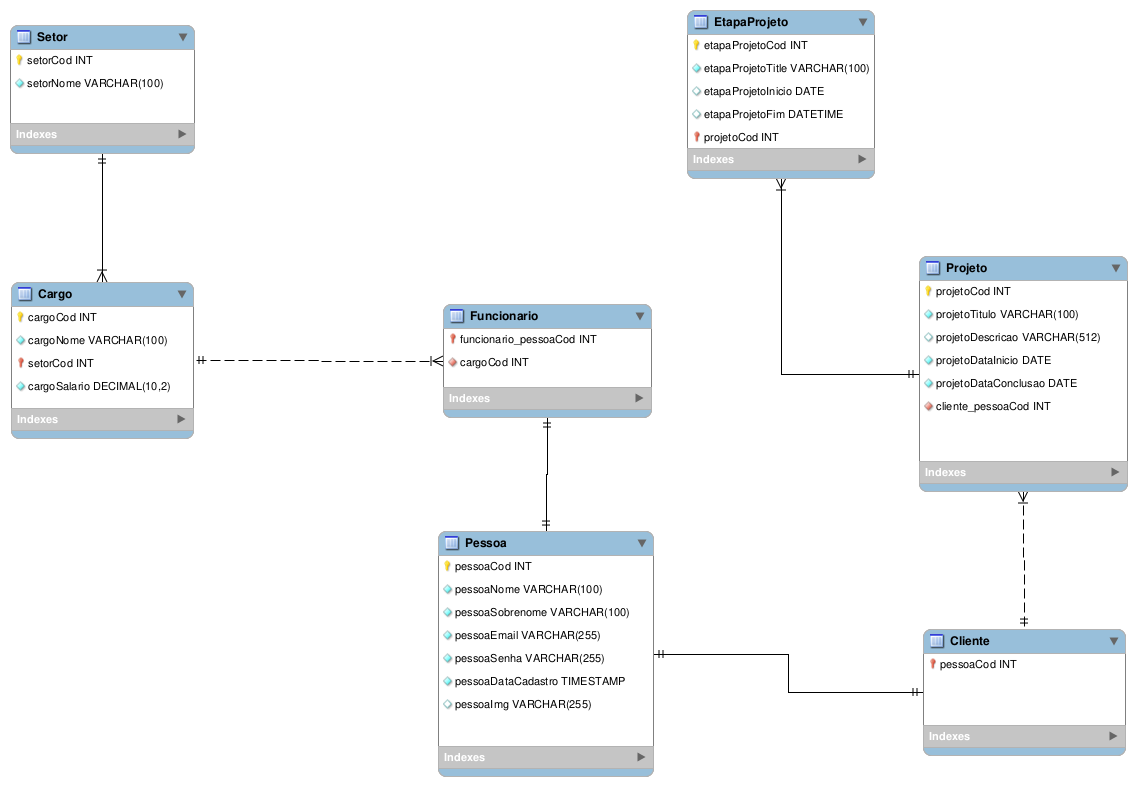 Setor
setorCod INT
setorNome VARCHAR(100)
Indexes
EtapaProjeto
etapaProjetoCod INT
etapaProjetoTitle VARCHAR(100)
etapaProjetoInicio DATE
etapaProjetoFim DATETIME
projetoCod INT
Indexes
Cargo
cargoCod INT
cargoNome VARCHAR(100)
setorCod INT
cargoSalario DECIMAL(10,2)
Indexes
Funcionario
funcionario_pessoaCod INT
cargoCod INT
Indexes
Projeto
projetoCod INT
projetoTitulo VARCHAR(100)
projetoDescricao VARCHAR(512)
projetoDataInicio DATE
projetoDataConclusao DATE
cliente_pessoaCod INT
Indexes
Pessoa
pessoaCod INT
pessoaNome VARCHAR(100)
pessoaSobrenome VARCHAR(100)
pessoaEmail VARCHAR(255)
pessoaSenha VARCHAR(255)
pessoaDataCadastro TIMESTAMP
pessoaImg VARCHAR(255)
Indexes
Cliente
pessoaCod INT
Indexes